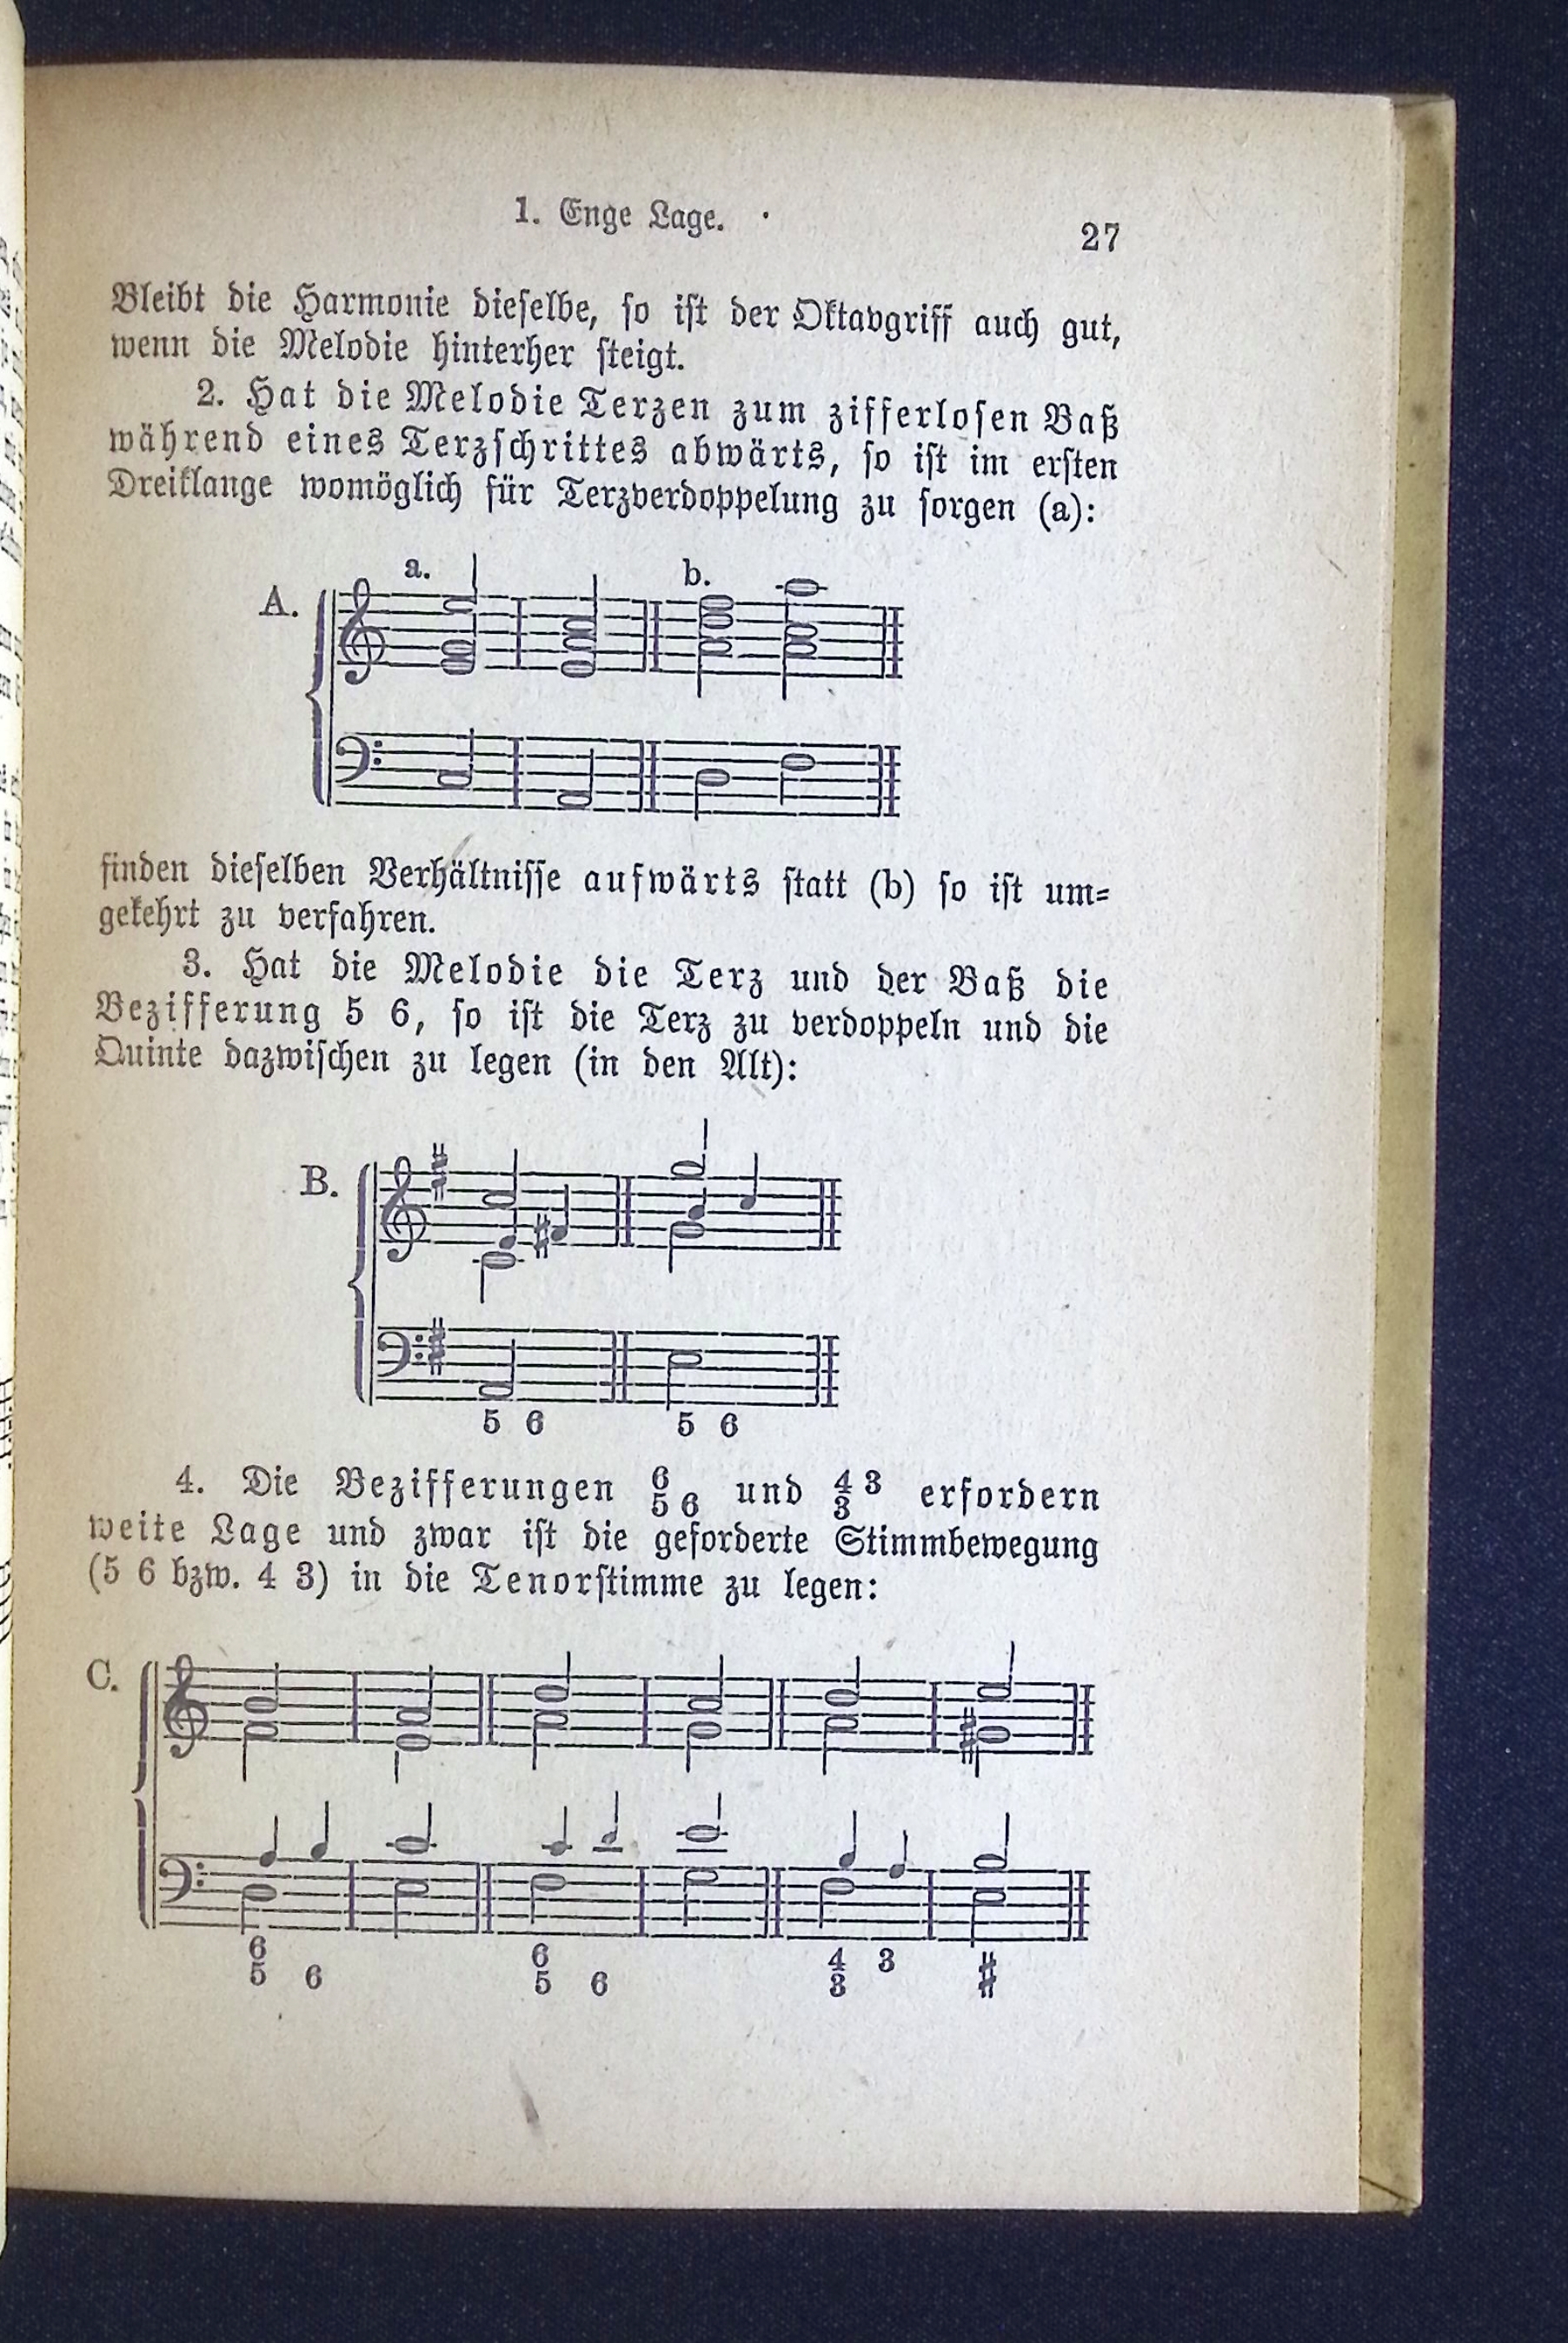 1. Enge Lage.
27
Bleibt die Harmonie dieselbe, so ist der Oktavgriff auch gut,
wenn die Melodie hinterher steigt.
2. Hat die Melodie Terzen zum zifferlosen Baß
während eines Terzschrittes abwärts, so ist im ersten
Dreiklange womöglich für Terzverdoppelung zu sorgen (a):
a. b.
A.
finden dieselben Verhältnisse aufwärts statt (b) so ist um=
gekehrt zu verfahren.
3. Hat die Melodie die Terz und der Baß die
Bezifferung 5 6, so ist die Terz zu verdoppeln und die
Quinte dazwischen zu legen (in den Alt):
B.
5 6 5 6
4. Die Bezifferungen 6/5 6 und 4/3 3 erfordern
weite Lage und zwar ist die geforderte Stimmbewegung
(5 6 bzw. 4 3) in die Tenorstimme zu legen:
C.
6 6 4 3 #
5 6 5 6 3